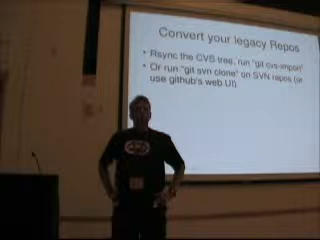 Convert your legacy Repos
• Rsync the CVS tree, run "git cvs-import"
• Or run "git svn clone" on SVN repos (or
use github's web UI)